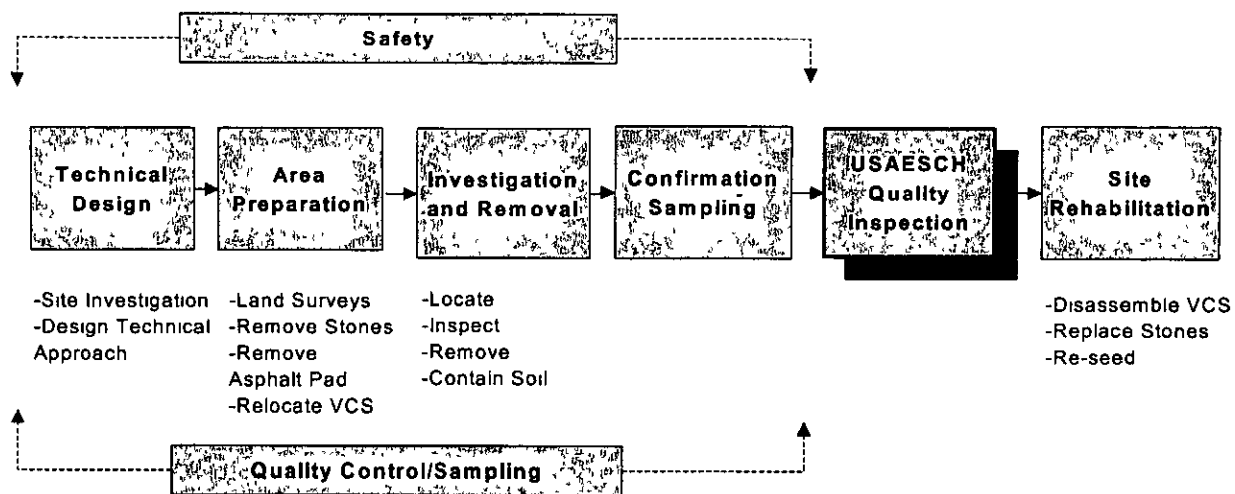 Safety
Technical
Design
Area
Preparation
Investigation
and Removal
Confirmation
Sampling
USAESCH
Quality
Inspection
Site
Rehabilitation
-Site Investigation
-Design Technical
Approach
-Land Surveys
-Remove Stones
-Remove
Asphalt Pad
-Relocate VCS
-Locate
-Inspect
-Remove
-Contain Soil
-Disassemble VCS
-Replace Stones
-Re-seed
Quality Control/Sampling